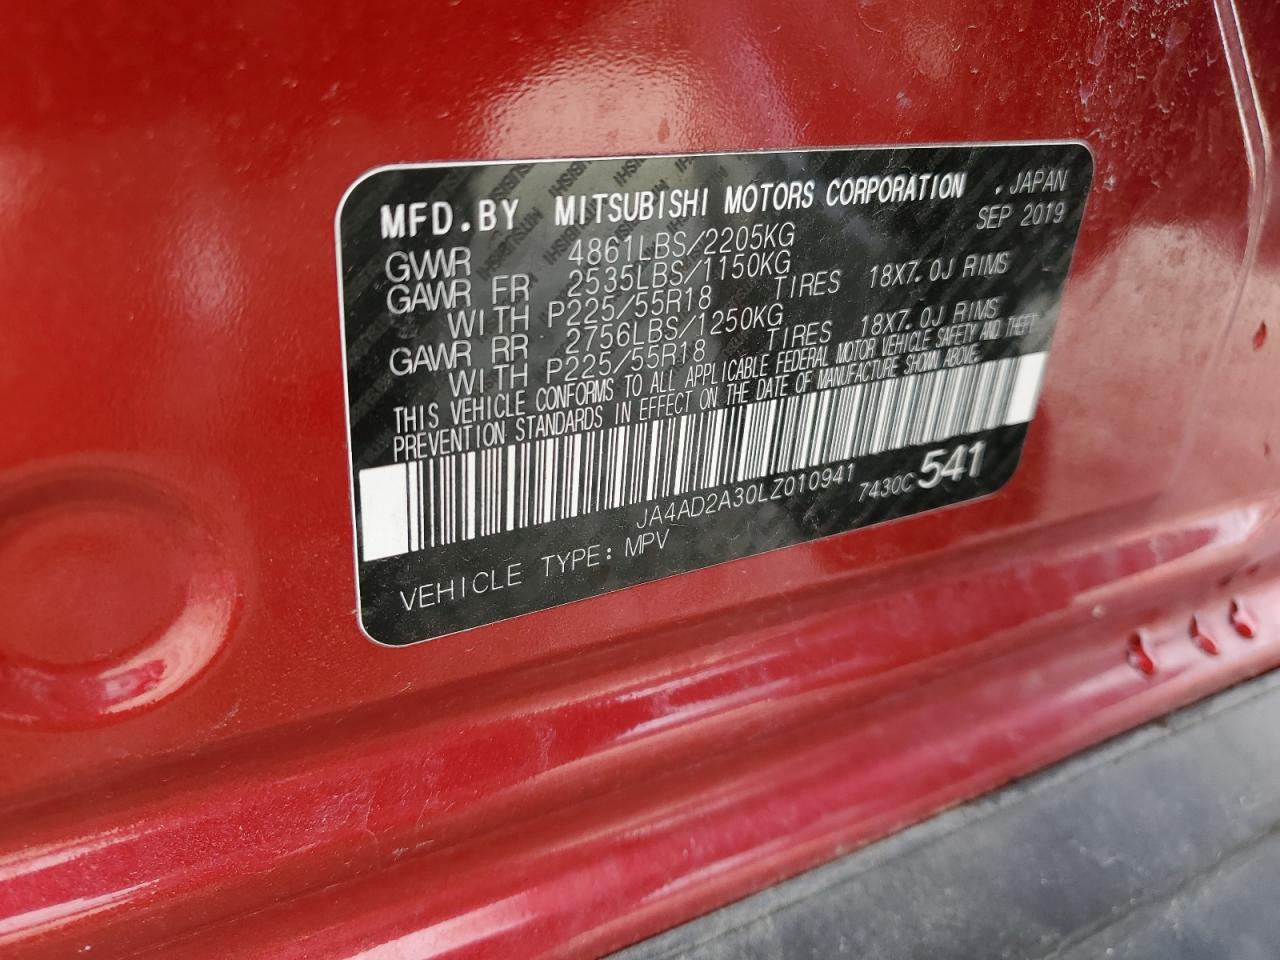 MFD.BY MITSUBISHI MOTORS CORPORATION . JAPAN
SEP 2019
GVWR 4861LBS/2205KG
GAWR FR 2535LBS/1150KG
WITH P225/55R18 TIRES 18X7.0J RIMS
GAWR RR 2756LBS/1250KG
WITH P225/55R18 TIRES 18X7.0J RIMS
THIS VEHICLE CONFORMS TO ALL APPLICABLE FEDERAL MOTOR VEHICLE SAFETY AND THEFT
PREVENTION STANDARDS IN EFFECT ON THE DATE OF MANUFACTURE SHOWN ABOVE.
JA4AD2A30LZ010941 7430C541
VEHICLE TYPE: MPV